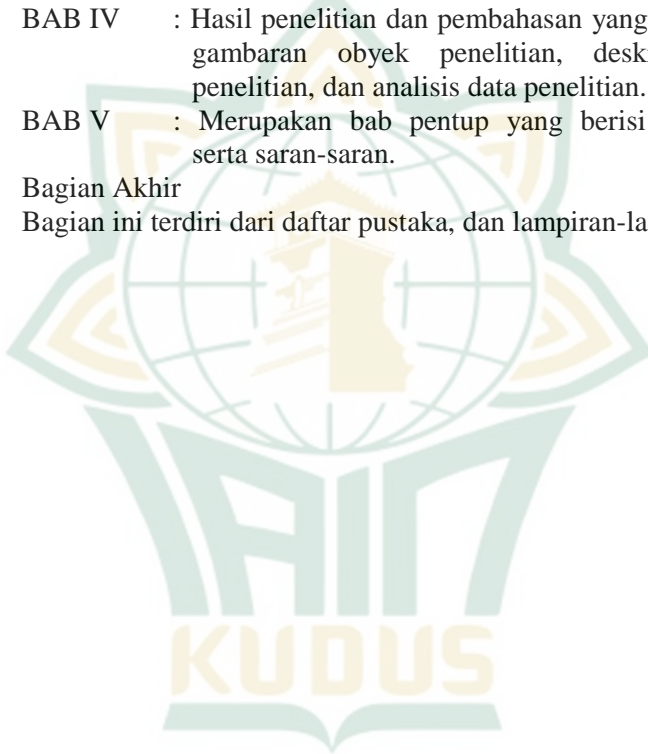 BAB IV : Hasil penelitian dan pembahasan yang
gambaran obyek penelitian, desk
penelitian, dan analisis data penelitian.
BAB V : Merupakan bab pentup yang berisi
serta saran-saran.
Bagian Akhir
Bagian ini terdiri dari daftar pustaka, dan lampiran-la
IAIN
KUDUS